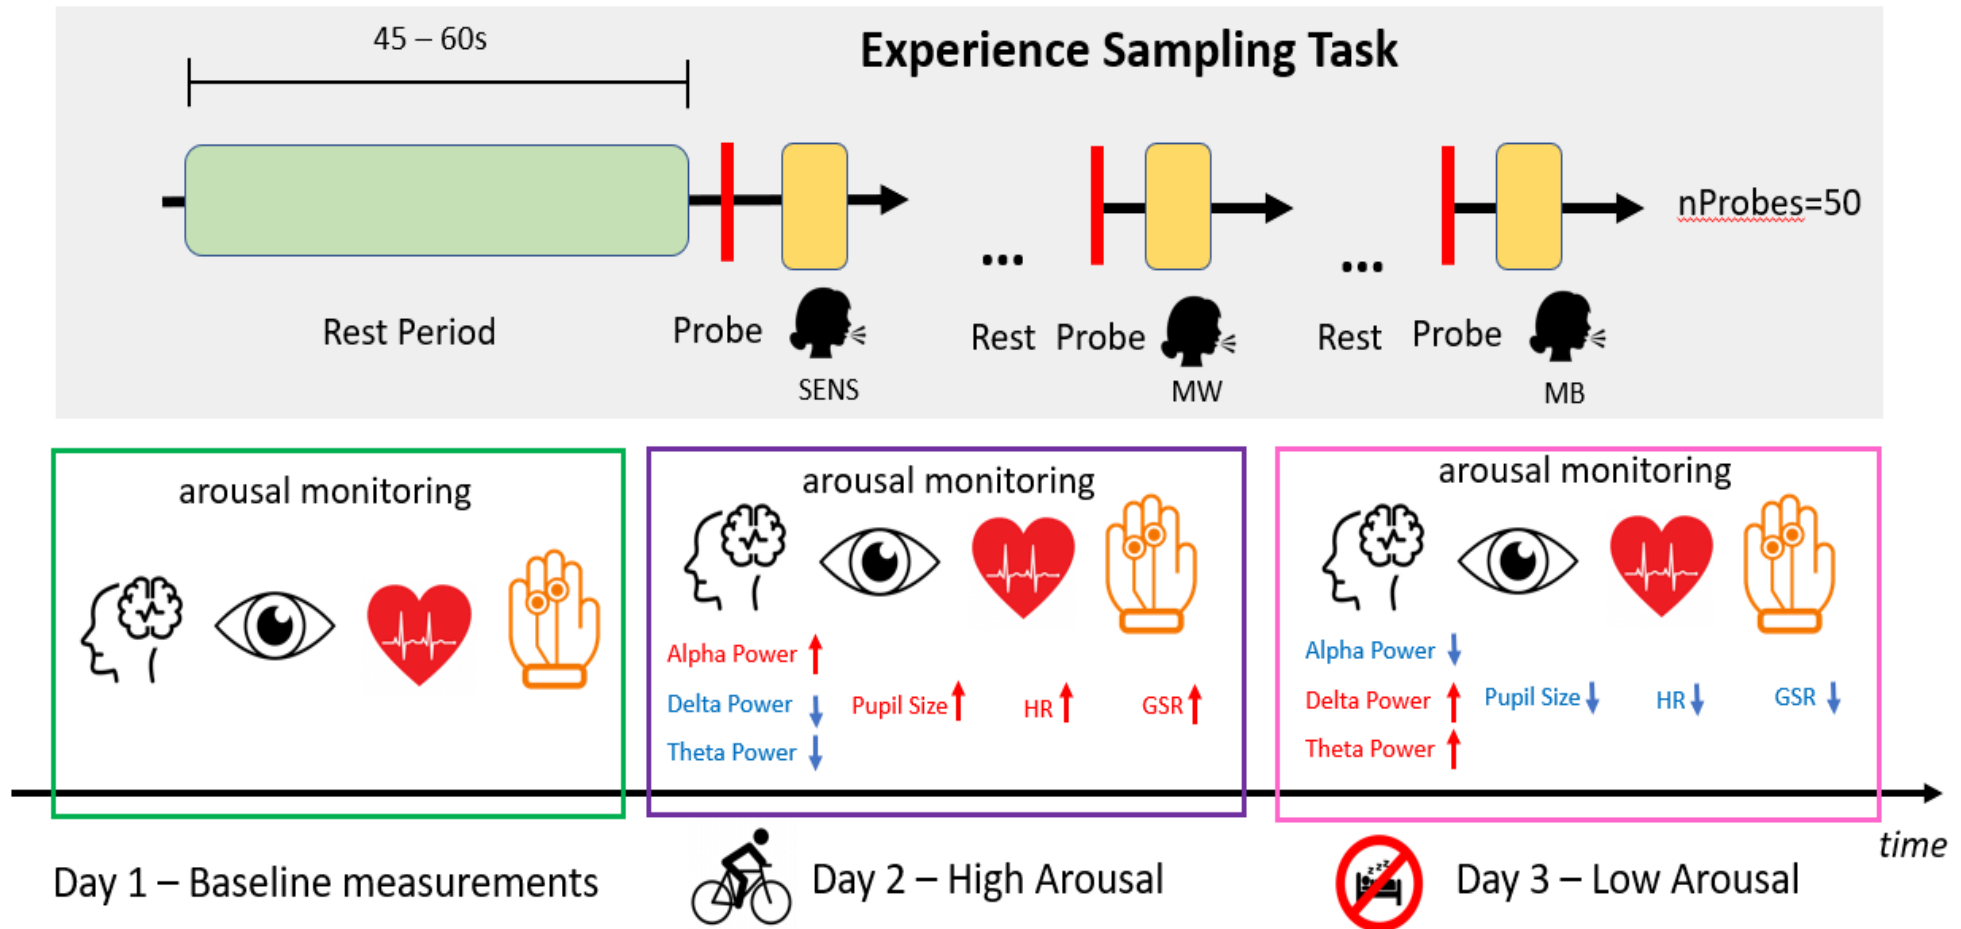 45 – 60s
Experience Sampling Task
nProbes=50
Rest Period
Probe
SENS
...
Rest
Probe
MW
...
Rest
Probe
MB
arousal monitoring
arousal monitoring
Alpha Power
Delta Power
Theta Power
Pupil Size
HR
GSR
arousal monitoring
Alpha Power
Delta Power
Theta Power
Pupil Size
HR
GSR
time
Day 1 – Baseline measurements
Day 2 – High Arousal
zzz
Day 3 – Low Arousal